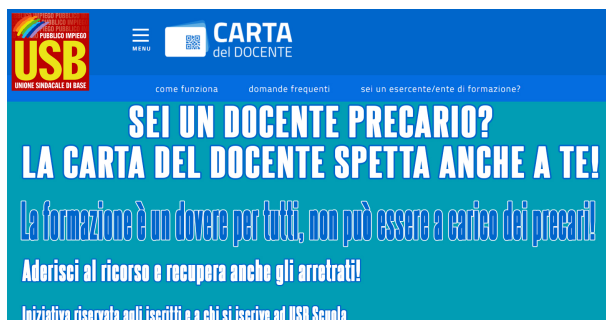 PUBBLICO IMPIEGO
USB
UNIONE SINDACALE DI BASE
MENU
CARTA
del DOCENTE
come funziona
domande frequenti
sei un esercente/ente di formazione?
SEI UN DOCENTE PRECARIO?
LA CARTA DEL DOCENTE SPETTA ANCHE A TE!
La formazione è un dovere per tutti, non può essere a carico dei precari!
Aderisci al ricorso e recupera anche gli arretrati!
Iniziativa riservata agli iscritti e a chi si iscrive ad USB Scuola